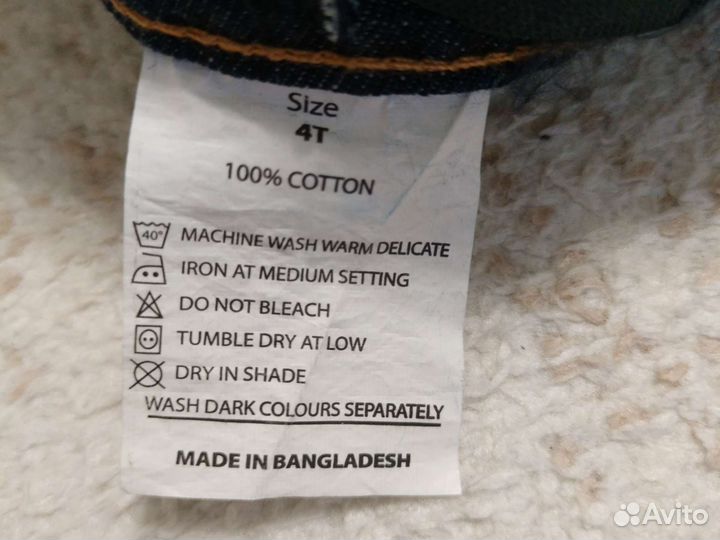 Size
4T
100% COTTON
40° MACHINE WASH WARM DELICATE
IRON AT MEDIUM SETTING
DO NOT BLEACH
TUMBLE DRY AT LOW
DRY IN SHADE
WASH DARK COLOURS SEPARATELY
MADE IN BANGLADESH
Avito